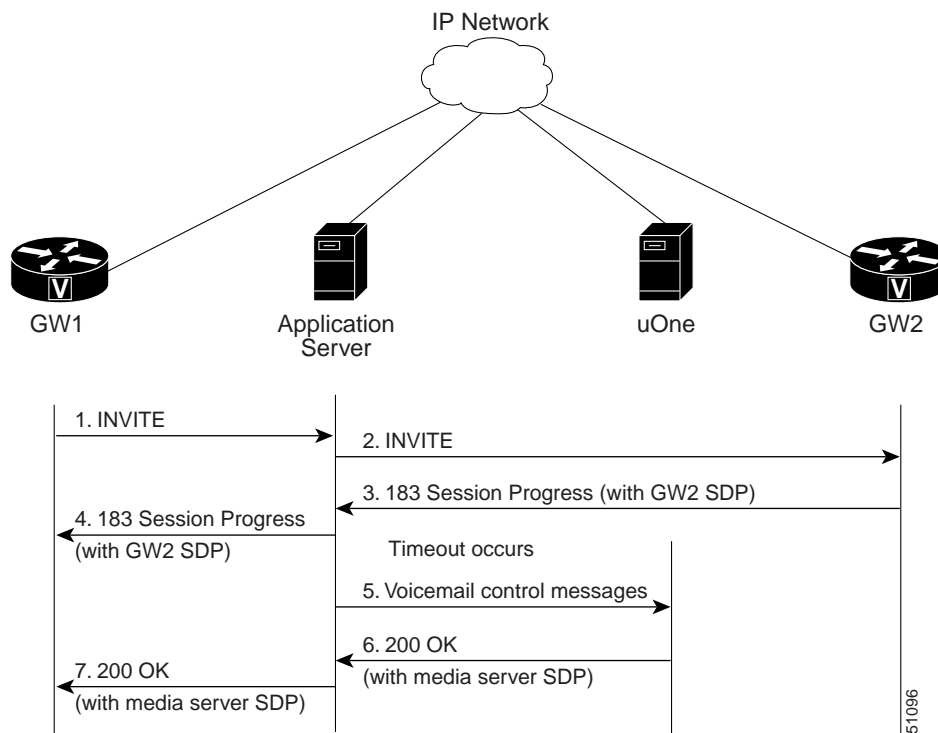 IP Network
V
GW1
Application
Server
uOne
V
GW2
1. INVITE
2. INVITE
3. 183 Session Progress (with GW2 SDP)
4. 183 Session Progress
(with GW2 SDP)
Timeout occurs
5. Voicemail control messages
6. 200 OK
(with media server SDP)
7. 200 OK
(with media server SDP)
51096